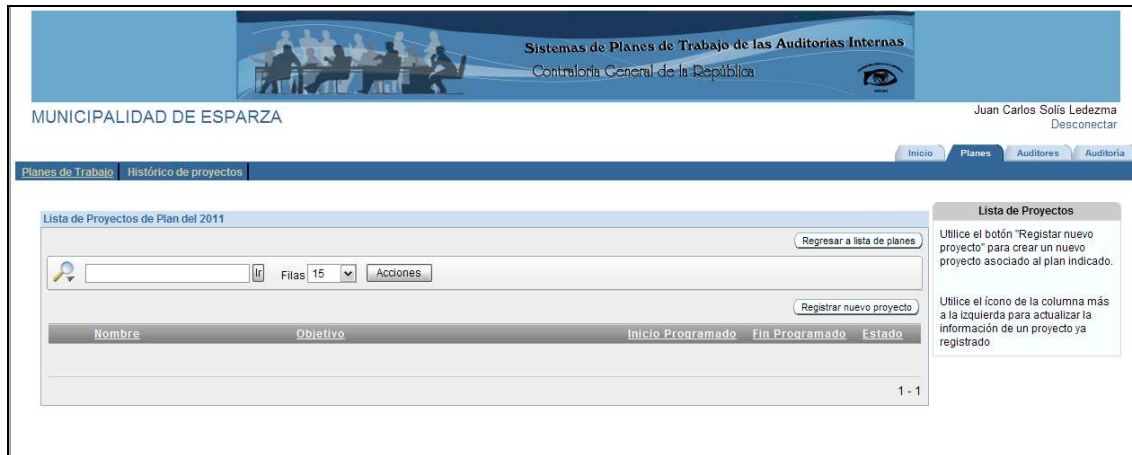 Sistemas de Planes de Trabajo de las Auditorias Internas
Contraloría General de la República
MUNICIPALIDAD DE ESPARZA
Juan Carlos Solís Ledezma
Desconectar
Inicio Planes Auditores Auditoría
Planes de Trabajo Histórico de proyectos
Lista de Proyectos de Plan del 2011
Regresar a lista de planes
Ir Filas 15 Acciones
Registrar nuevo proyecto
Nombre Objetivo Inicio Programado Fin Programado Estado
1 - 1
Lista de Proyectos
Utilice el botón "Registar nuevo
proyecto" para crear un nuevo
proyecto asociado al plan indicado.
Utilice el ícono de la columna más
a la izquierda para actualizar la
información de un proyecto ya
registrado